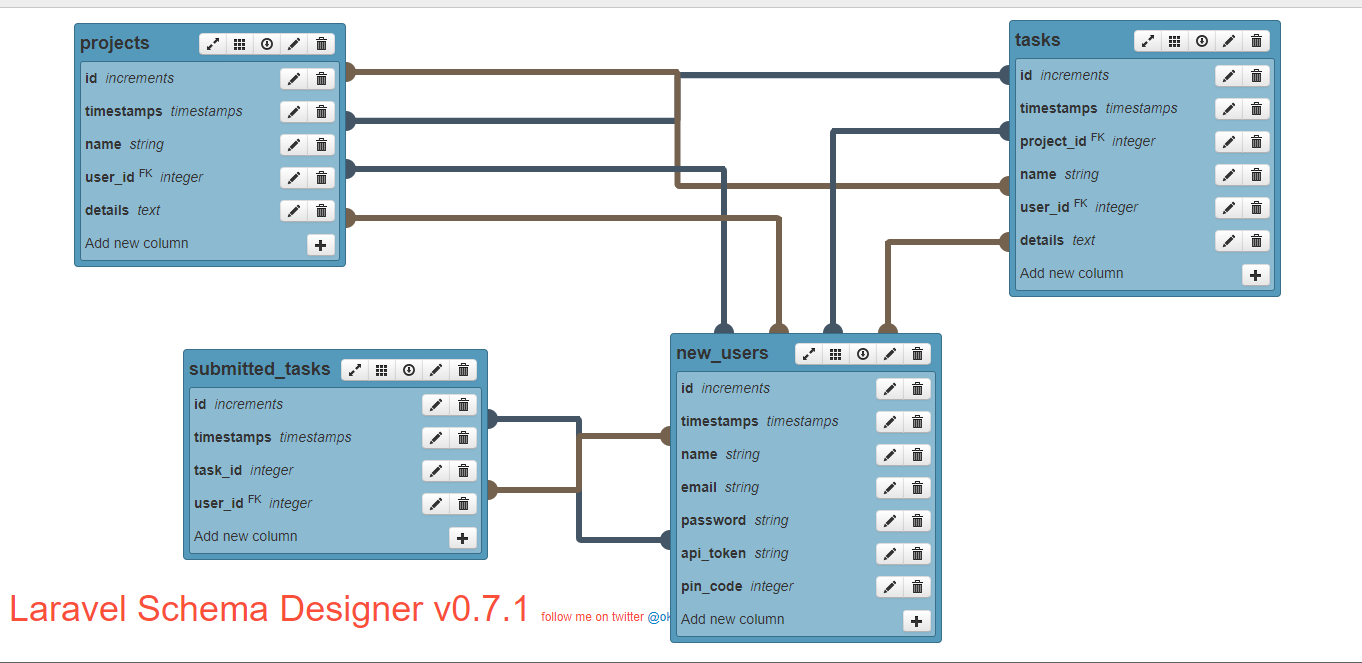 projects
id increments
timestamps timestamps
name string
user_id FK integer
details text
Add new column
tasks
id increments
timestamps timestamps
project_id FK integer
name string
user_id FK integer
details text
Add new column
submitted_tasks
id increments
timestamps timestamps
task_id integer
user_id FK integer
Add new column
new_users
id increments
timestamps timestamps
name string
email string
password string
api_token string
pin_code integer
Add new column
Laravel Schema Designer v0.7.1 follow me on twitter